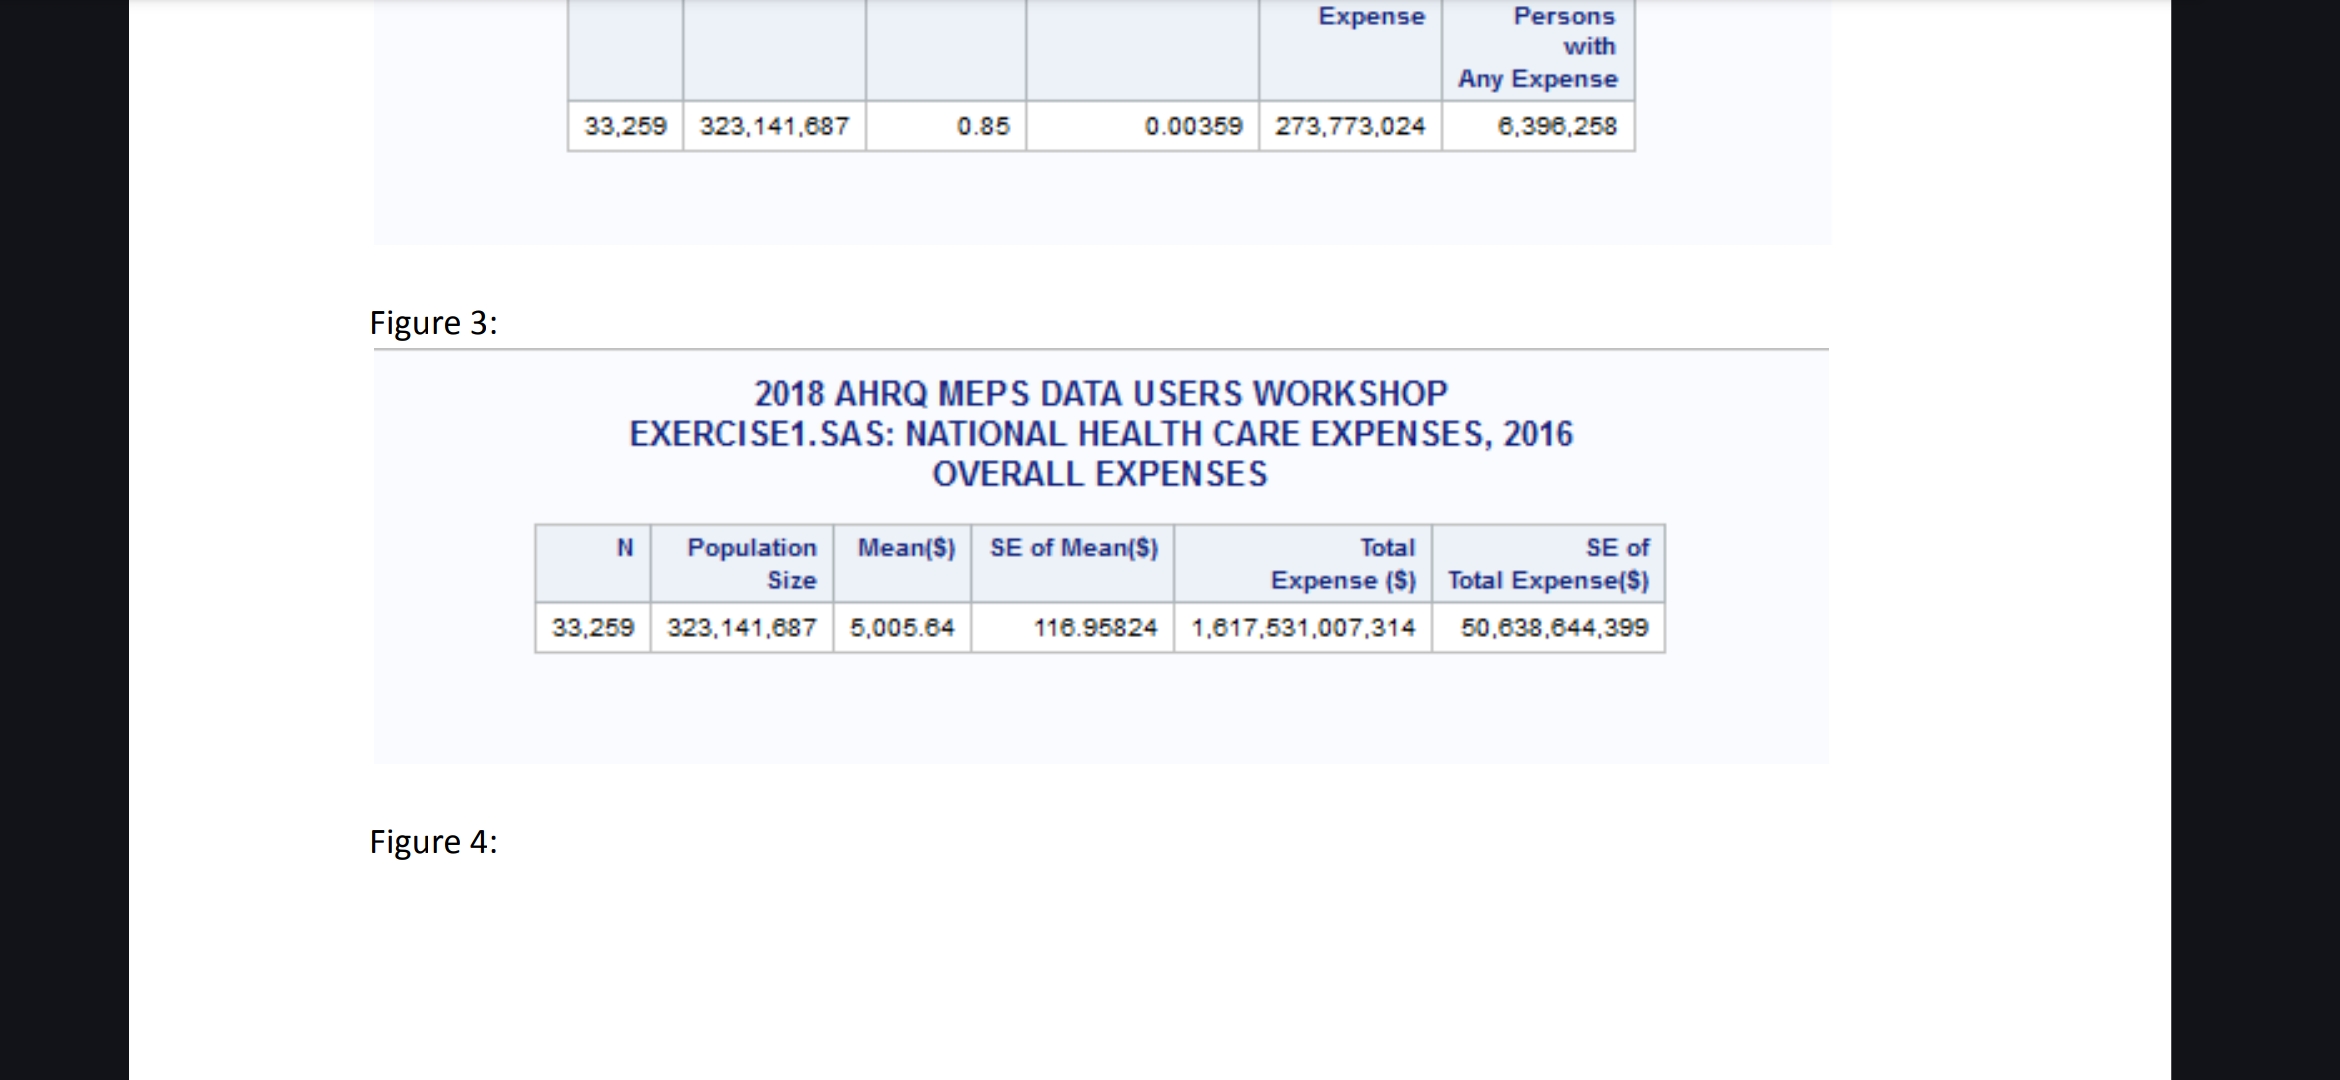 Expense Persons
with
Any Expense
33,259 323,141,687 0.85 0.00359 273,773,024 6,396,258
Figure 3:
2018 AHRQ MEPS DATA USERS WORKSHOP
EXERCISE1.SAS: NATIONAL HEALTH CARE EXPENSES, 2016
OVERALL EXPENSES
N Population Mean($) SE of Mean($) Total SE of
Size Expense ($) Total Expense($)
33,259 323,141,687 5,005.64 116.95824 1,617,531,007,314 50,638,644,399
Figure 4: